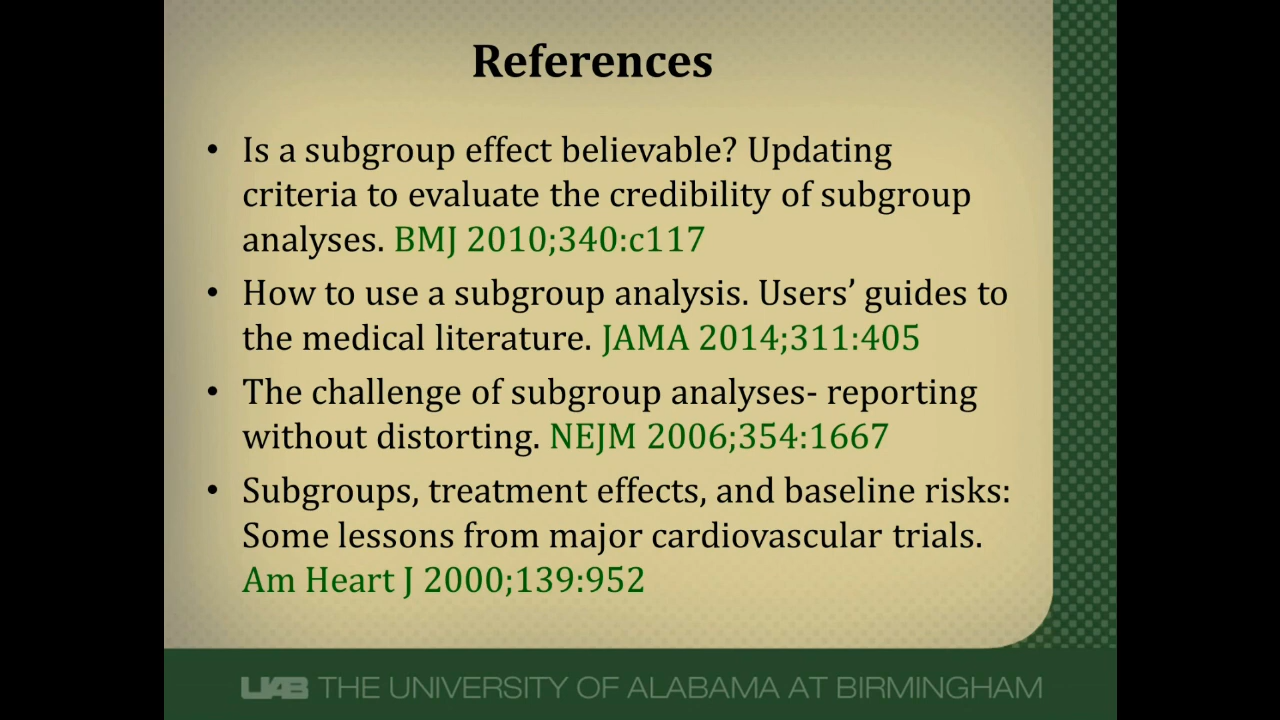 References
• Is a subgroup effect believable? Updating
criteria to evaluate the credibility of subgroup
analyses. BMJ 2010;340:c117
• How to use a subgroup analysis. Users’ guides to
the medical literature. JAMA 2014;311:405
• The challenge of subgroup analyses- reporting
without distorting. NEJM 2006;354:1667
• Subgroups, treatment effects, and baseline risks:
Some lessons from major cardiovascular trials.
Am Heart J 2000;139:952
UAB THE UNIVERSITY OF ALABAMA AT BIRMINGHAM